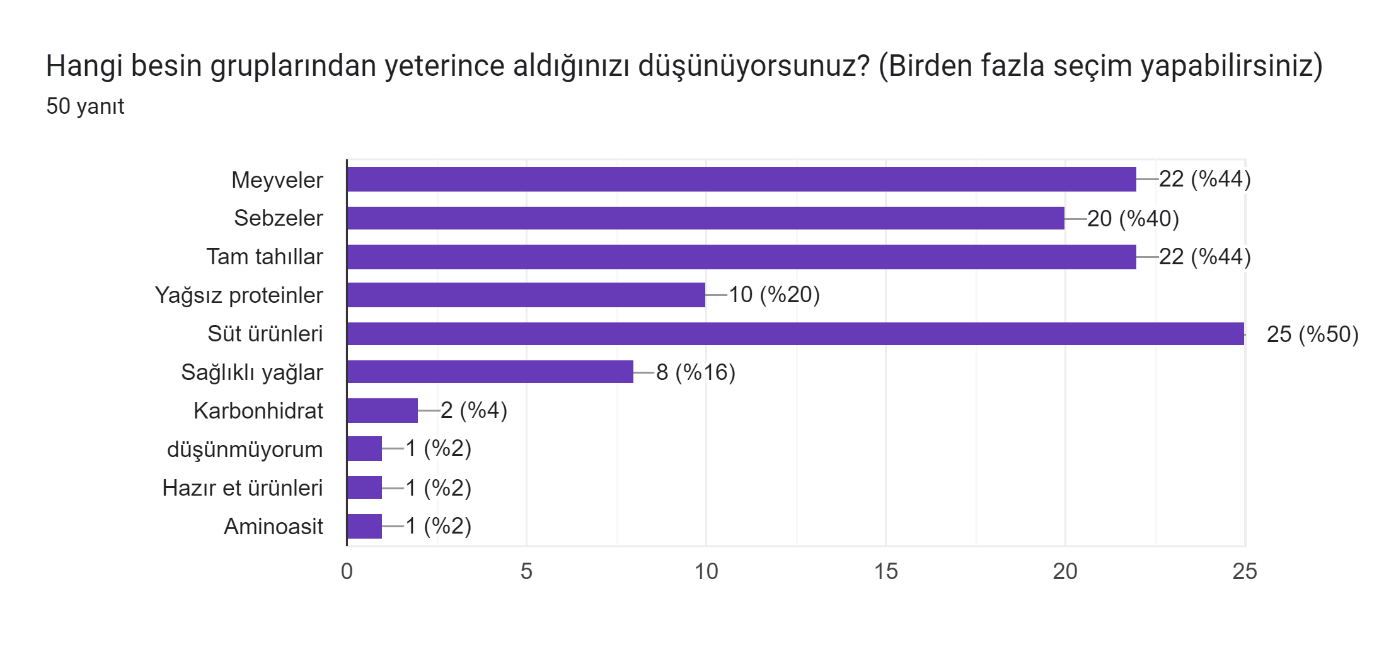 Hangi besin gruplarından yeterince aldığınızı düşünüyorsunuz? (Birden fazla seçim yapabilirsiniz)
50 yanıt
Meyveler 22 (%44)
Sebzeler 20 (%40)
Tam tahıllar 22 (%44)
Yağsız proteinler 10 (%20)
Süt ürünleri 25 (%50)
Sağlıklı yağlar 8 (%16)
Karbonhidrat 2 (%4)
düşünmüyorum 1 (%2)
Hazır et ürünleri 1 (%2)
Aminoasit 1 (%2)
0 5 10 15 20 25